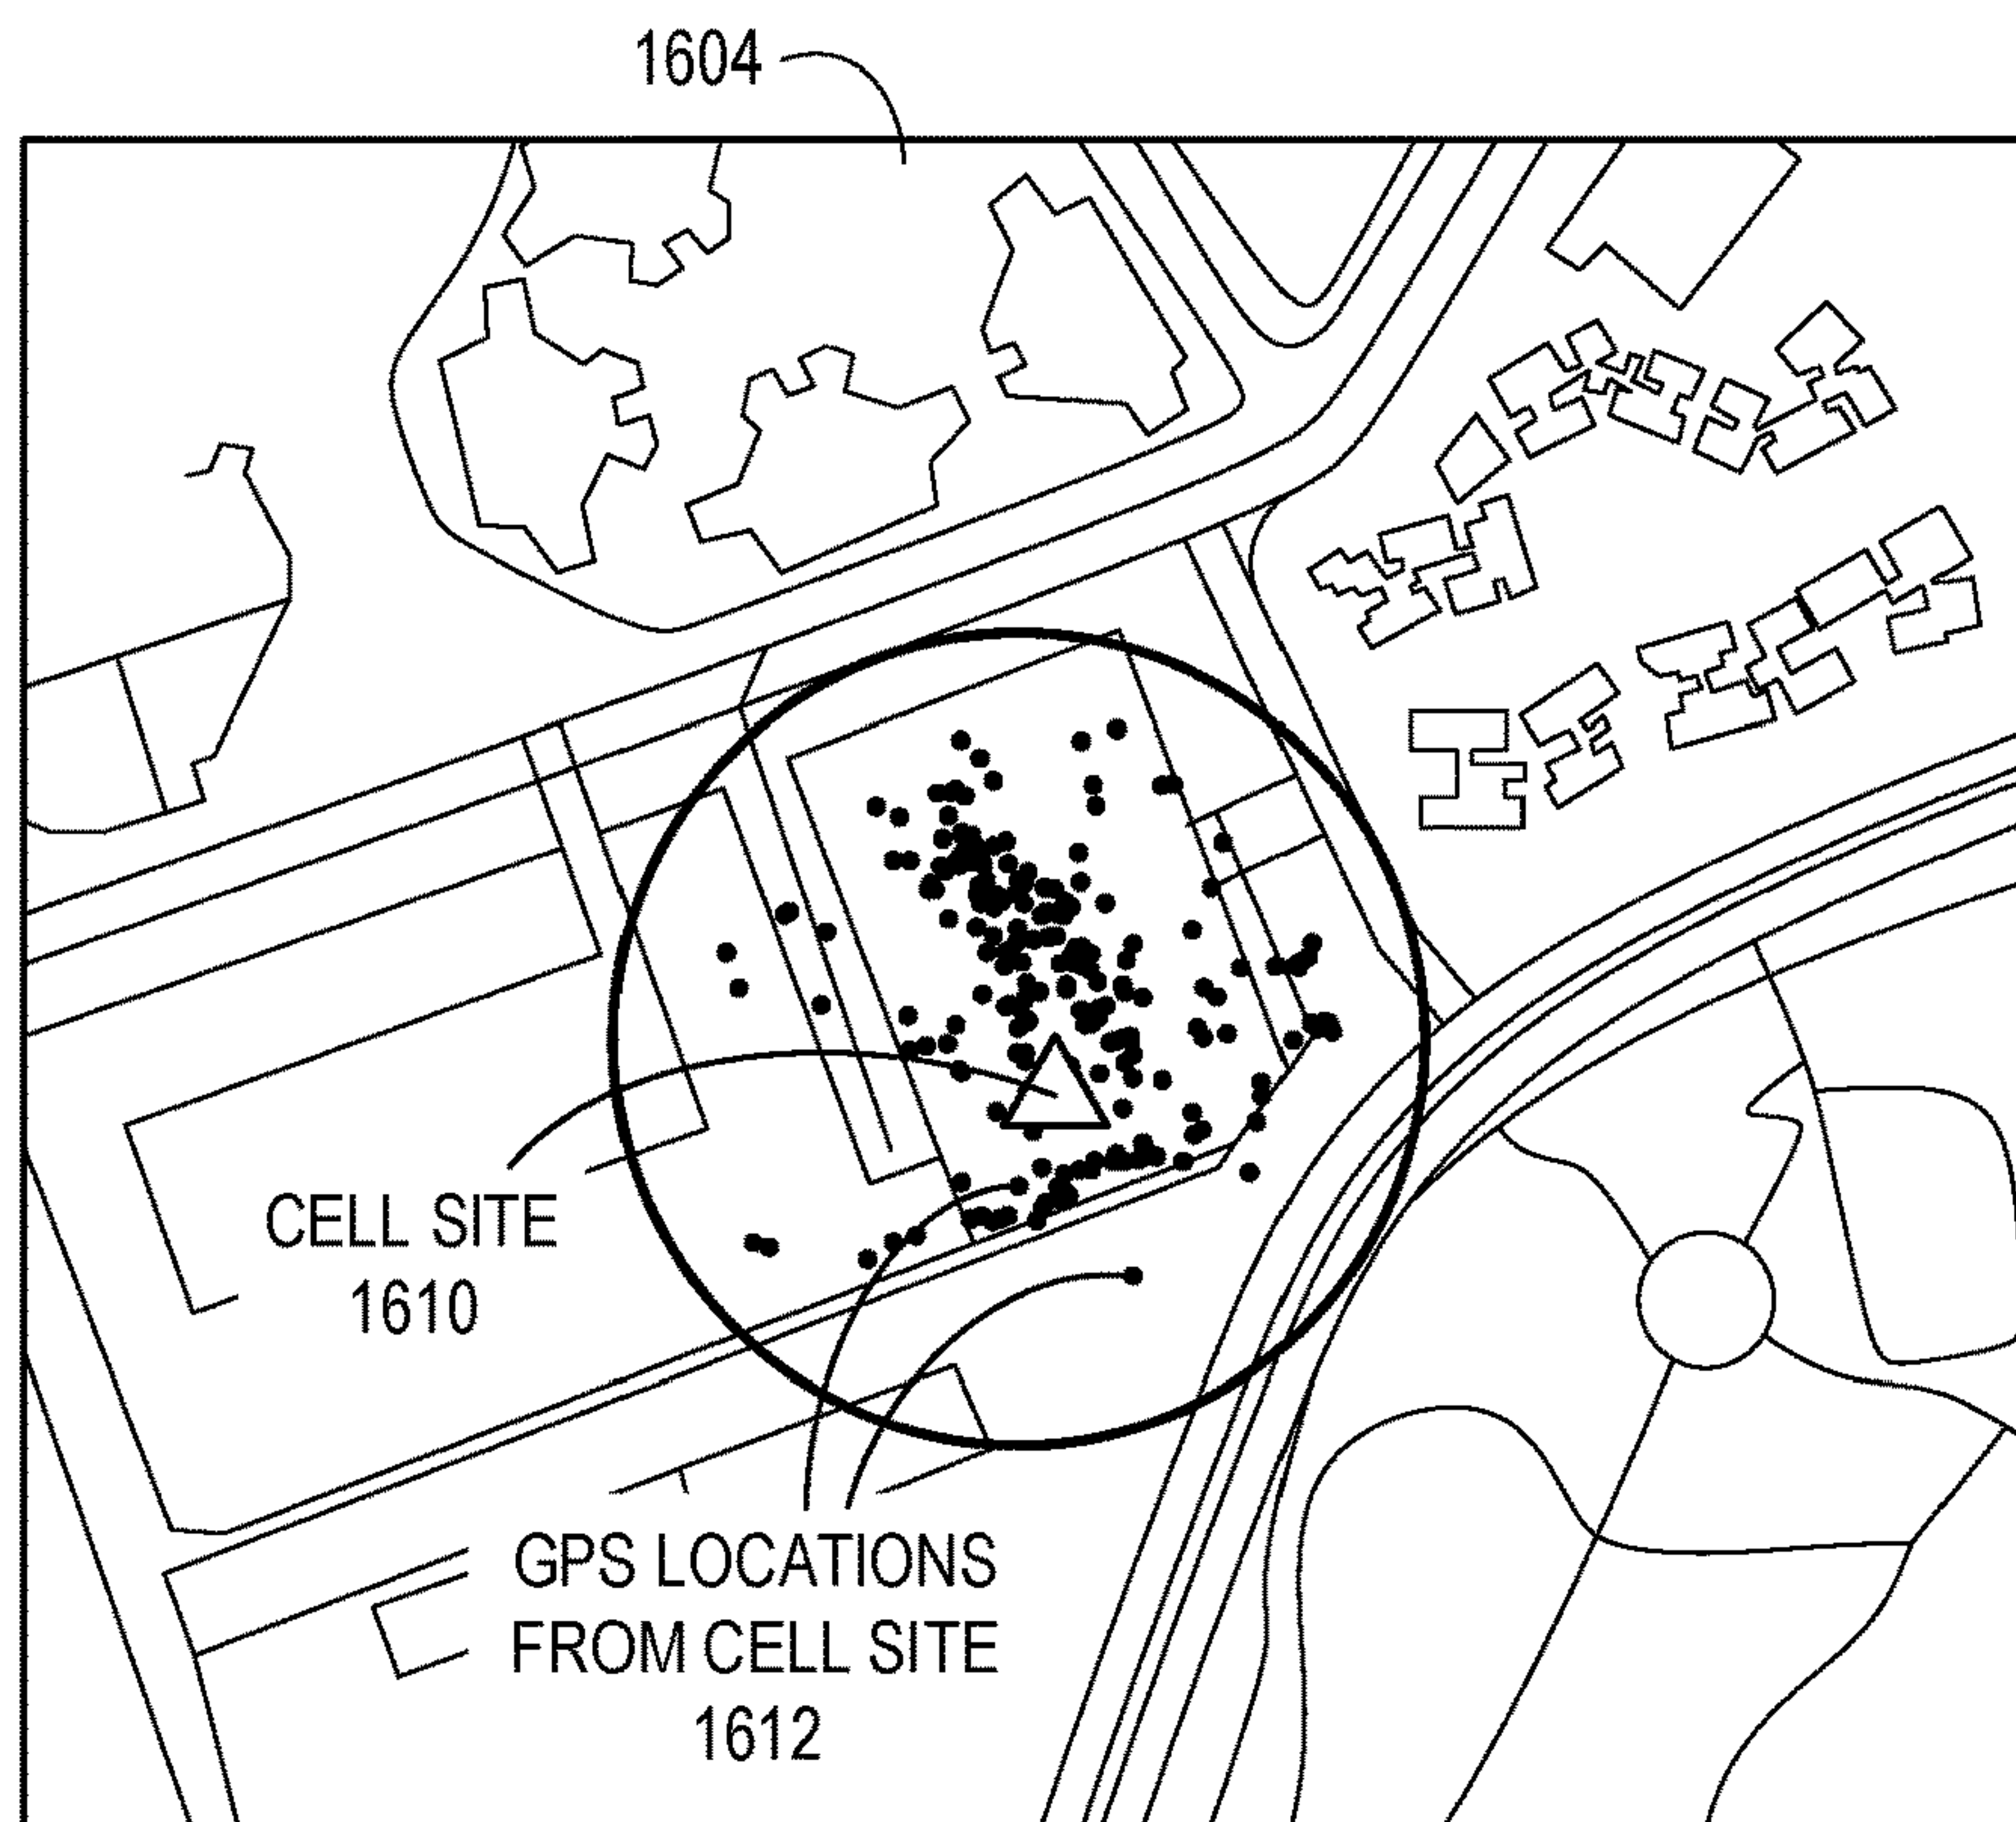 1604
CELL SITE
1610
GPS LOCATIONS
FROM CELL SITE
1612